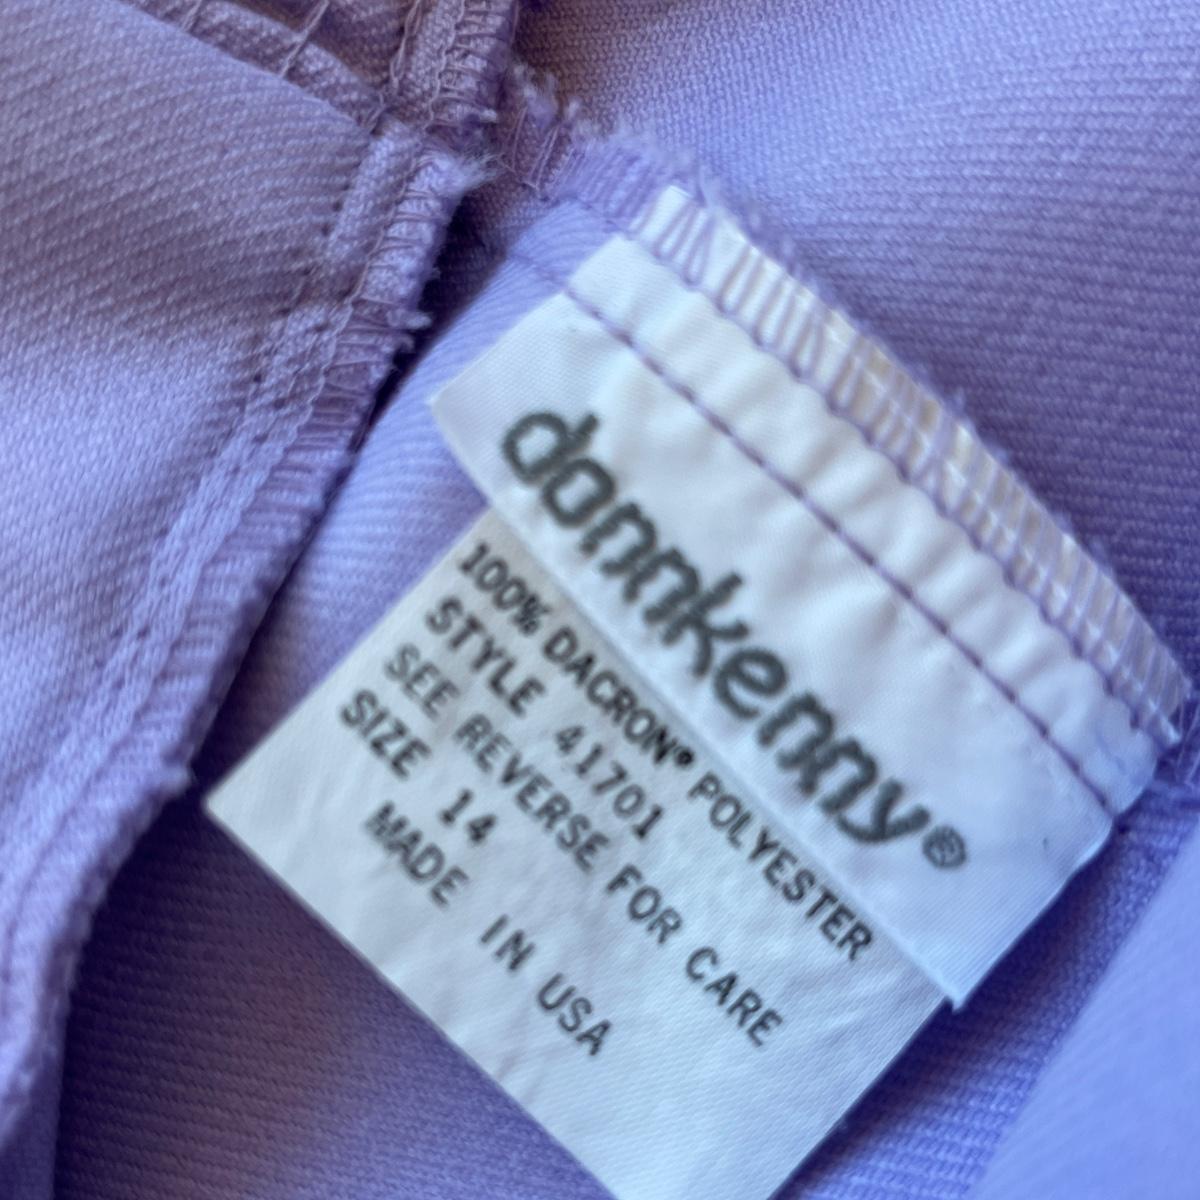 donnkenny®
100% DACRON® POLYESTER
STYLE 41701
SEE REVERSE FOR CARE
SIZE 14
MADE IN USA